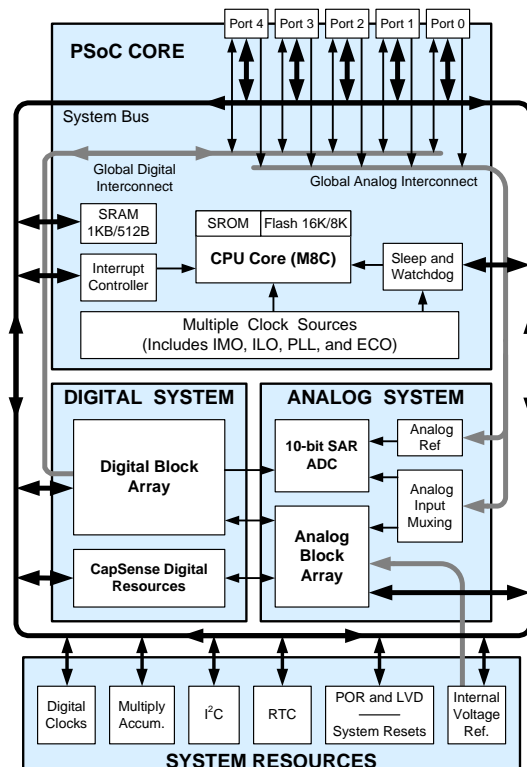 Port 4 Port 3 Port 2 Port 1 Port 0
PSoC CORE
System Bus
Global Digital
Interconnect
Global Analog Interconnect
SRAM
1KB/512B
SROM Flash 16K/8K
CPU Core (M8C)
Interrupt
Controller
Sleep and
Watchdog
Multiple Clock Sources
(Includes IMO, ILO, PLL, and ECO)
DIGITAL SYSTEM
ANALOG SYSTEM
Digital Block
Array
10-bit SAR
ADC
Analog
Ref
Analog
Input
Muxing
CapSense Digital
Resources
Analog
Block
Array
Digital
Clocks
Multiply
Accum.
I²C
RTC
POR and LVD
System Resets
Internal
Voltage
Ref.
SYSTEM RESOURCES